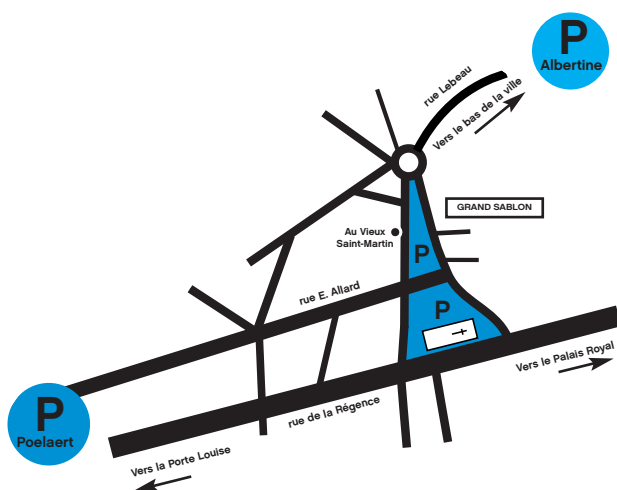 P
Albertine
rue Lebeau
Vers le bas de la ville
GRAND SABLON
Au Vieux
Saint-Martin
P
rue E. Allard
P
Vers le Palais Royal
rue de la Régence
P
Poelaert
Vers la Porte Louise